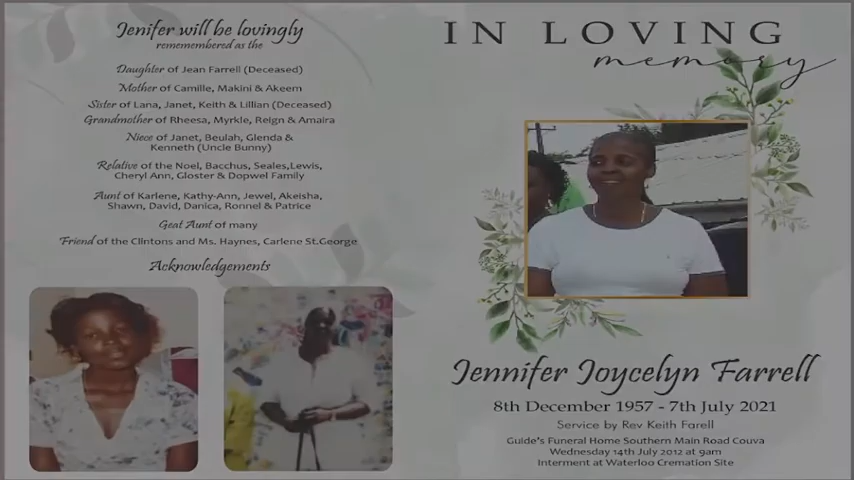 Jenifer will be lovingly
rememembered as the
Daughter of Jean Farrell (Deceased)
Mother of Camille, Makini & Akeem
Sister of Lana, Janet, Keith & Lillian (Deceased)
Grandmother of Rheesa, Myrkle, Reign & Amaira
Niece of Janet, Beulah, Glenda &
Kenneth (Uncle Bunny)
Relative of the Noel, Bacchus, Seales,Lewis,
Cheryl Ann, Gloster & Dopwel Family
Aunt of Karlene, Kathy-Ann, Jewel, Akeisha,
Shawn, David, Danica, Ronnel & Patrice
Geat Aunt of many
Friend of the Clintons and Ms. Haynes, Carlene St.George
Acknowledgements
IN LOVING
memory
Jennifer Joycelyn Farrell
8th December 1957 - 7th July 2021
Service by Rev Keith Farell
Guide's Funeral Home Southern Main Road Couva
Wednesday 14th July 2012 at 9am
Interment at Waterloo Cremation Site